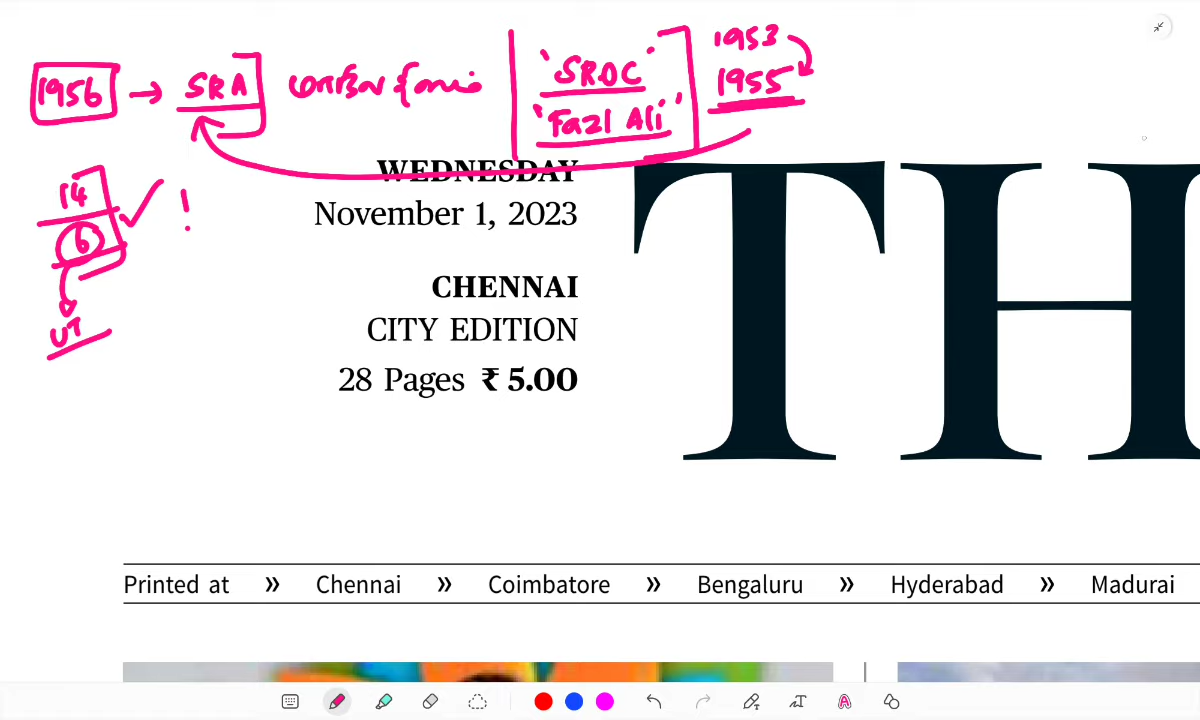 1956 → SRA 'SROC' 1953
'Fazl Ali' 1955
14
6
UT
!
WEDNESDAY
November 1, 2023
CHENNAI
CITY EDITION
28 Pages ₹ 5.00
TH
Printed at » Chennai » Coimbatore » Bengaluru » Hyderabad » Madurai